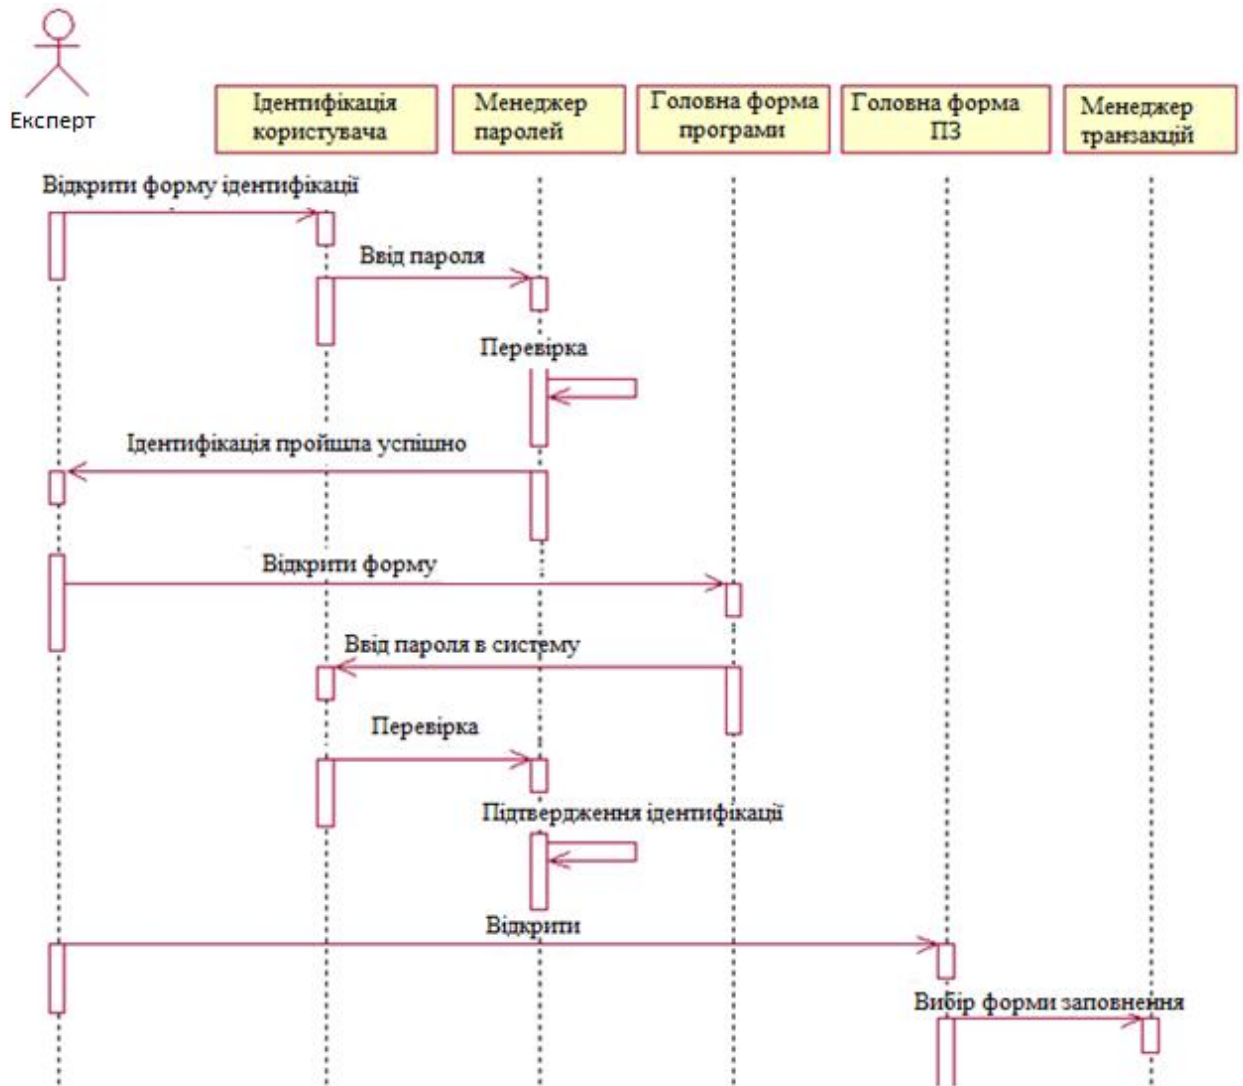 Експерт
Ідентифікація
користувача
Менеджер
паролей
Головна форма
програми
Головна форма
ПЗ
Менеджер
транзакцій
Відкрити форму ідентифікації
Ввід пароля
Перевірка
Ідентифікація пройшла успішно
Відкрити форму
Ввід пароля в систему
Перевірка
Підтвердження ідентифікації
Відкрити
Вибір форми заповнення